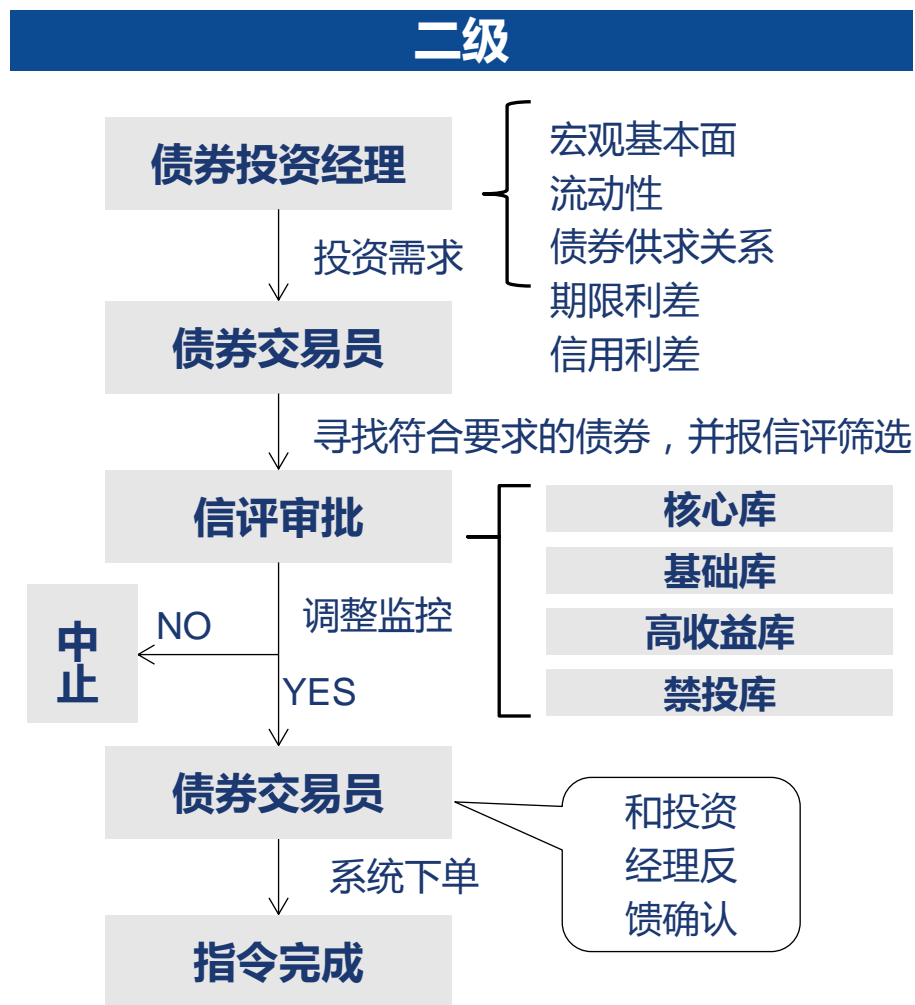 二级
债券投资经理
宏观基本面
流动性
债券供求关系
期限利差
信用利差
投资需求
债券交易员
寻找符合要求的债券，并报信评筛选
信评审批
核心库
基础库
高收益库
禁投库
调整监控
NO
中
止
YES
债券交易员
和投资
经理反
馈确认
系统下单
指令完成